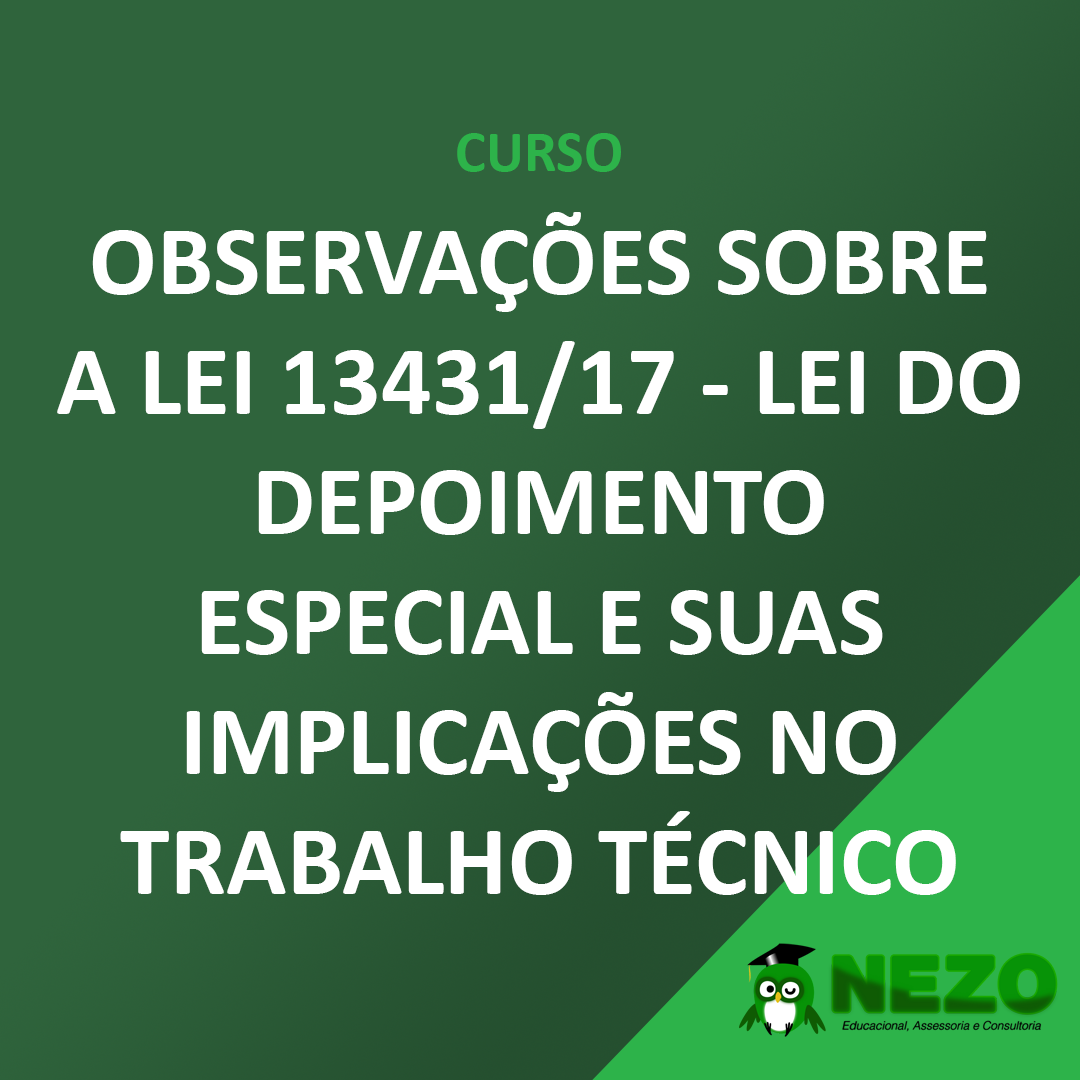 CURSO
OBSERVAÇÕES SOBRE
A LEI 13431/17 - LEI DO
DEPOIMENTO
ESPECIAL E SUAS
IMPLICAÇÕES NO
TRABALHO TÉCNICO
NEZO
Educacional, Assessoria e Consultoria